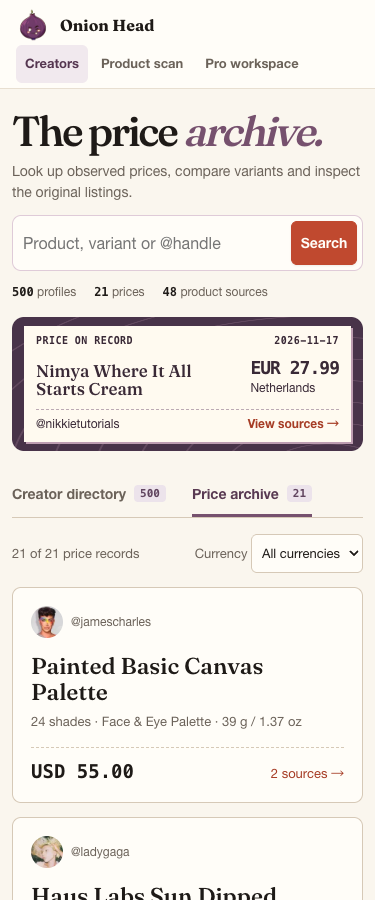 Onion Head
Creators Product scan Pro workspace
The price archive.
Look up observed prices, compare variants and inspect
the original listings.
Product, variant or @handle Search
500 profiles 21 prices 48 product sources
PRICE ON RECORD 2026-11-17
Nimya Where It All
Starts Cream
EUR 27.99
Netherlands
@nikkietutorials View sources →
Creator directory 500 Price archive 21
21 of 21 price records Currency All currencies
@jamescharles
Painted Basic Canvas
Palette
24 shades · Face & Eye Palette · 39 g / 1.37 oz
USD 55.00 2 sources →
@ladygaga
Haus Labs Sun Dipped